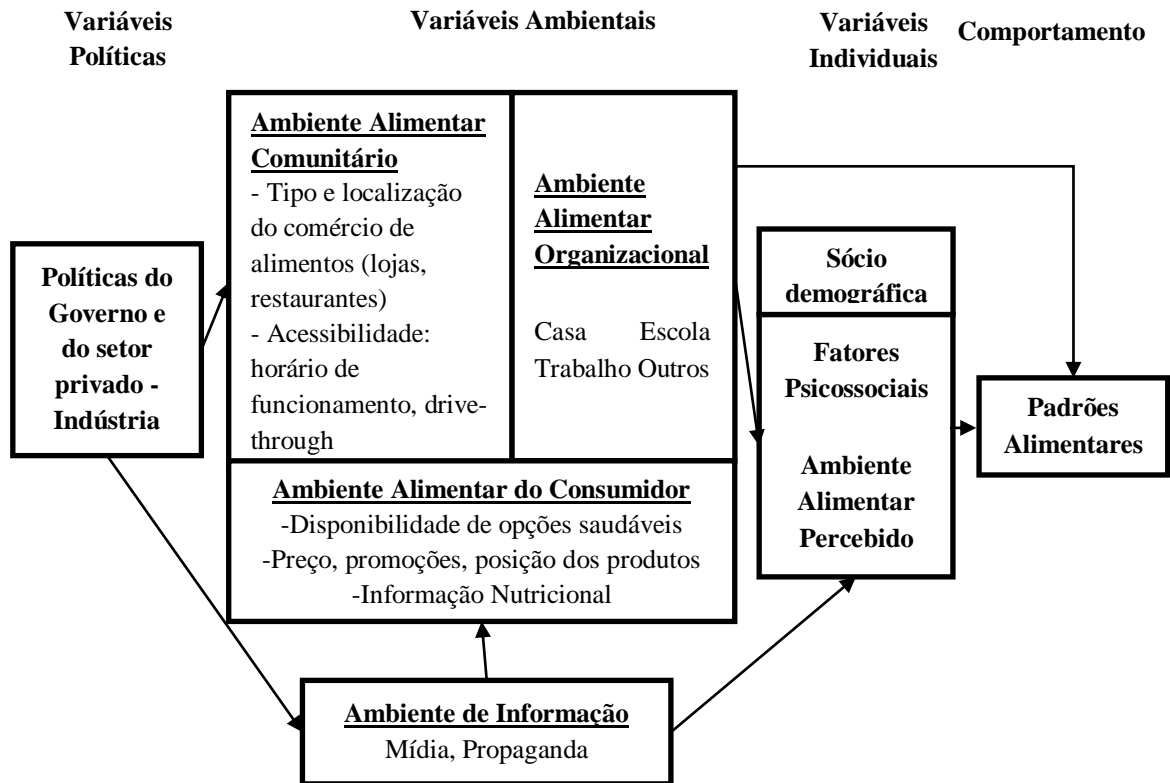 Variáveis
Políticas
Variáveis Ambientais
Variáveis
Individuais
Comportamento
Políticas do
Governo e
do setor
privado -
Indústria
Ambiente Alimentar
Comunitário
- Tipo e localização
do comércio de
alimentos (lojas,
restaurantes)
- Acessibilidade:
horário de
funcionamento, drive-
through
Ambiente
Alimentar
Organizacional
Casa Escola
Trabalho Outros
Ambiente Alimentar do Consumidor
-Disponibilidade de opções saudáveis
-Preço, promoções, posição dos produtos
-Informação Nutricional
Ambiente de Informação
Mídia, Propaganda
Sócio
demográfica
Fatores
Psicossociais
Ambiente
Alimentar
Percebido
Padrões
Alimentares